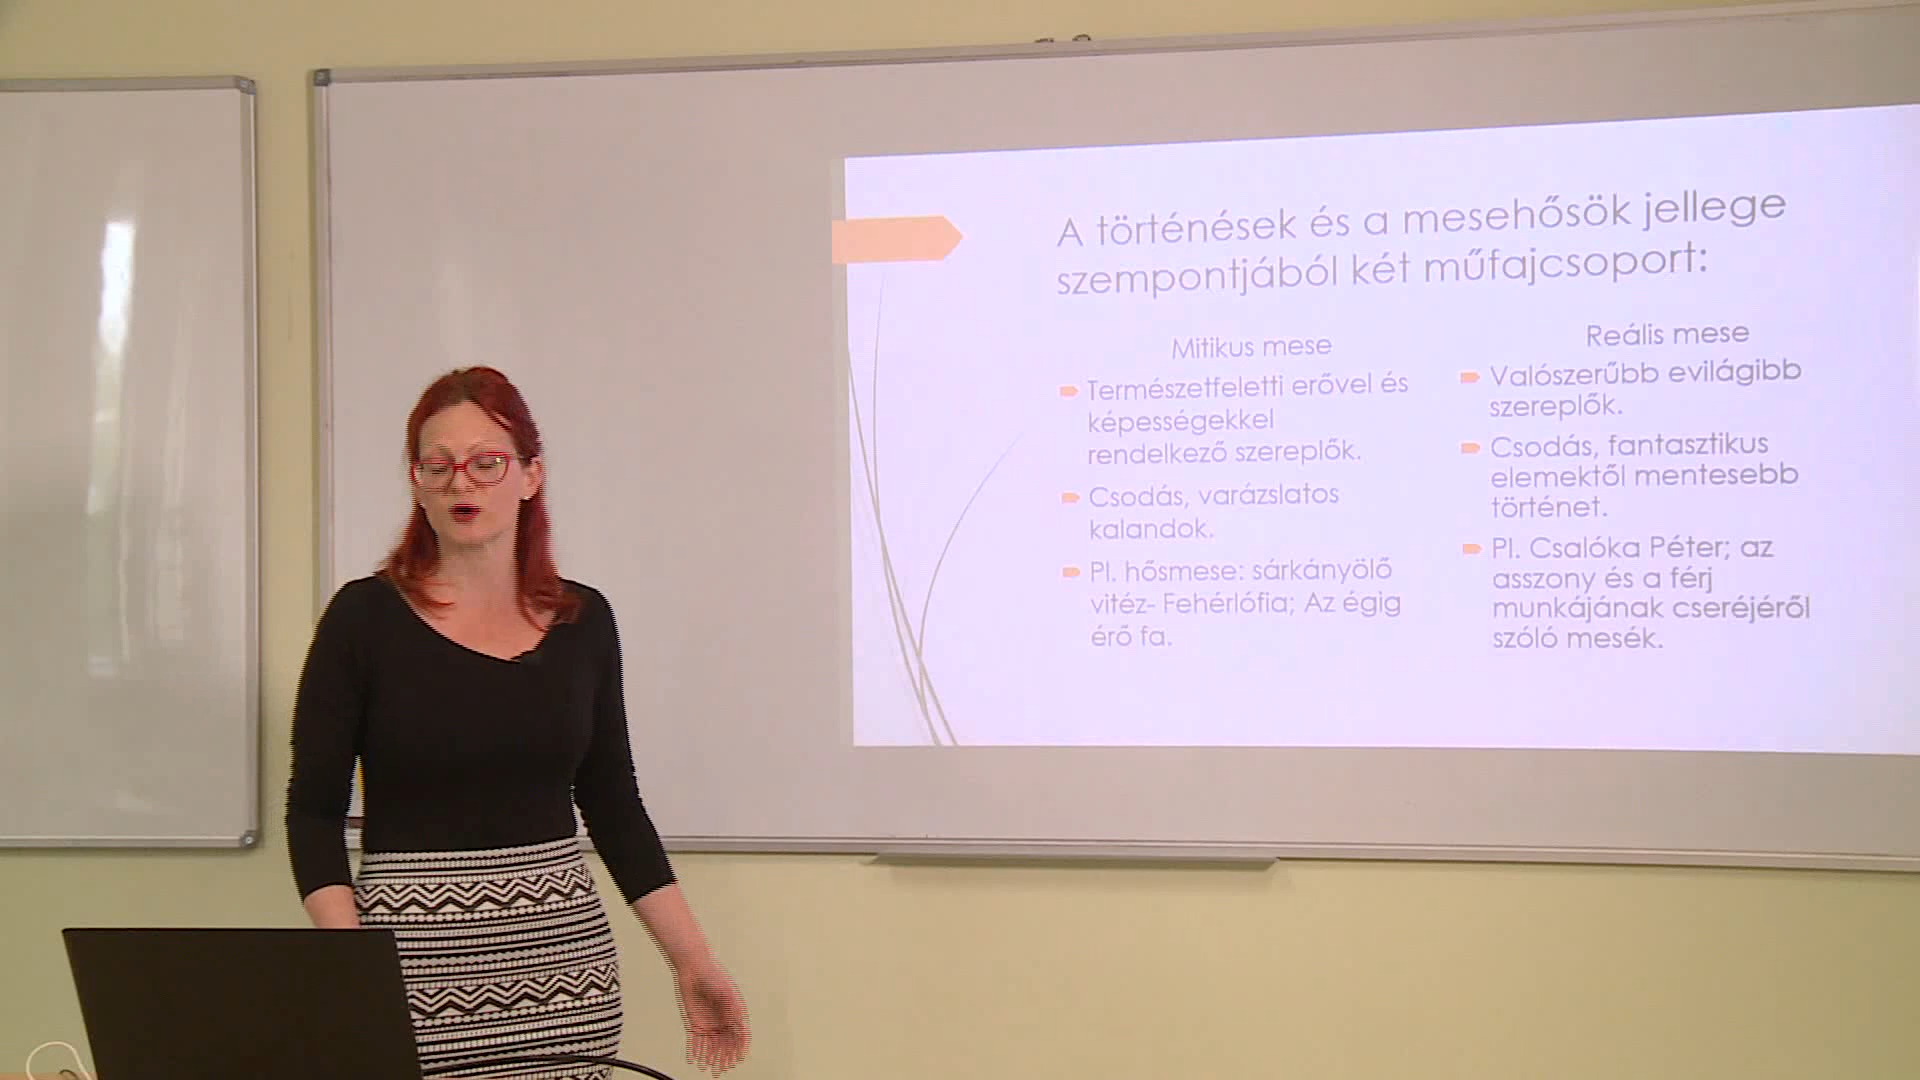 A történések és a mesehősök jellege
szempontjából két műfajcsoport:
Mitikus mese
Természetfeletti erővel és
képességekkel
rendelkező szereplők.
Csodás, varázslatos
kalandok.
Pl. hősmese: sárkányölő
vitéz- Fehérlófia; Az égig
érő fa.
Reális mese
Valószerűbb evilágibb
szereplők.
Csodás, fantasztikus
elemektől mentesebb
történet.
Pl. Csalóka Péter; az
asszony és a férj
munkájának cseréjéről
szóló mesék.